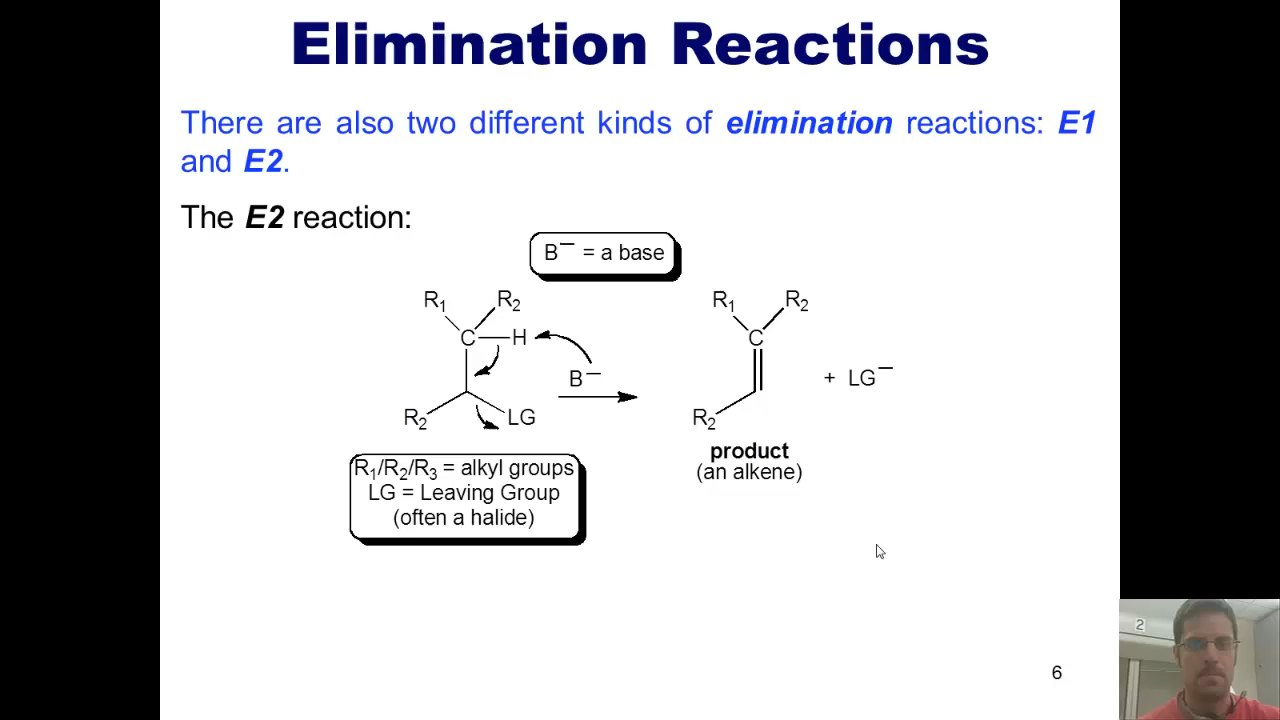 Elimination Reactions
There are also two different kinds of elimination reactions: E1
and E2.
The E2 reaction:
B− = a base
R1 R2
C H
B−
R2 LG
R1 R2
C
+ LG−
R2
product
(an alkene)
R1/R2/R3 = alkyl groups
LG = Leaving Group
(often a halide)
2
6